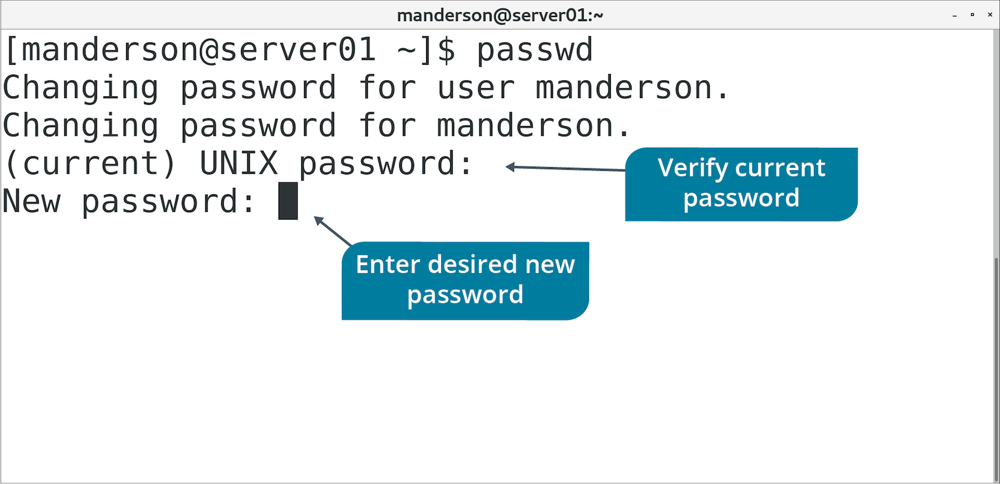 manderson@server01:~
[manderson@server01 ~]$ passwd
Changing password for user manderson.
Changing password for manderson.
(current) UNIX password:
Verify current
password
New password:
Enter desired new
password